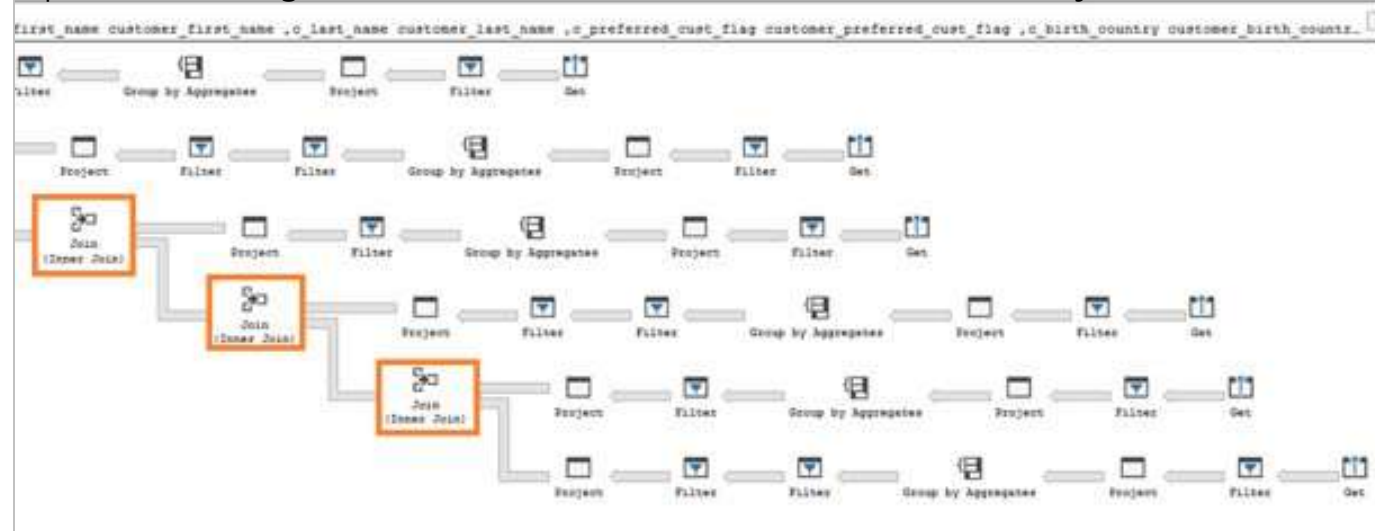 first_name customer_first_name ,c_last_name customer_last_name ,c_preferred_cust_flag customer_preferred_cust_flag ,c_birth_country customer_birth_countr…
Filter Group by Aggregates Project Filter Get
Project Filter Filter Group by Aggregates Project Filter Get
Join
(Inner Join)
Project Filter Group by Aggregates Project Filter Get
Join
(Inner Join)
Project Filter Filter Group by Aggregates Project Filter Get
Join
(Inner Join)
Project Filter Group by Aggregates Project Filter Get
Project Filter Filter Group by Aggregates Project Filter Get